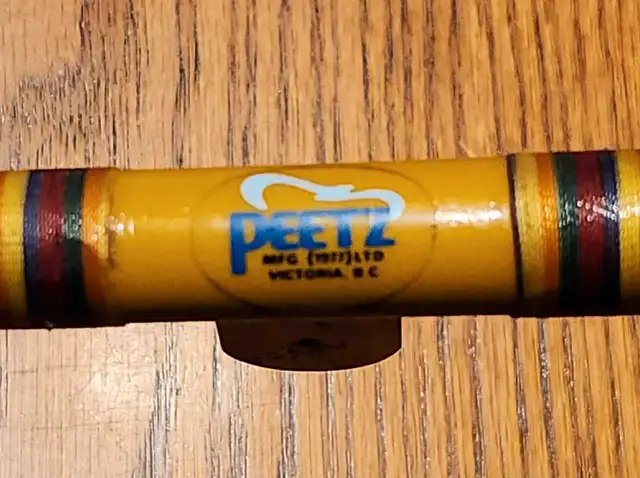 PEETZ
MFG (1977) LTD
VICTORIA. B C